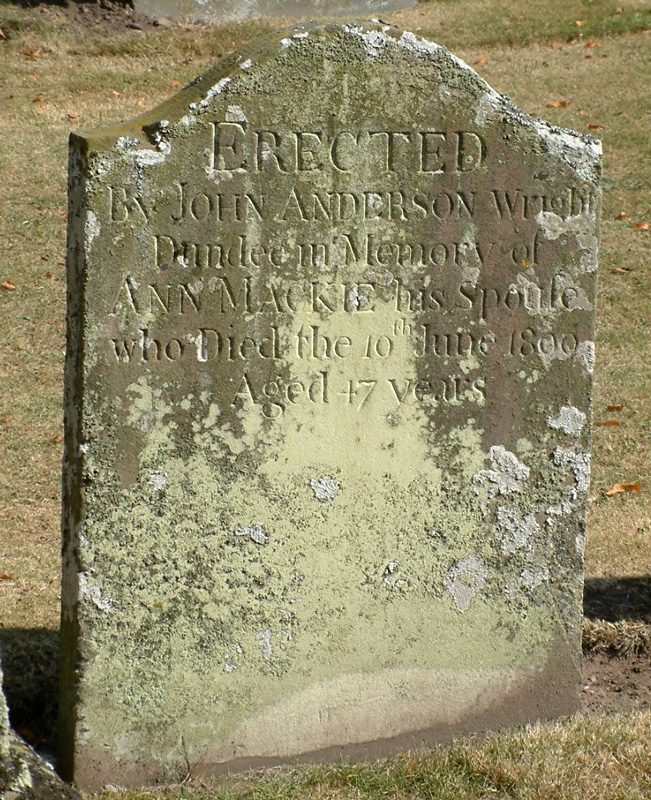 ERECTED
By JOHN ANDERSON Wright
Dundee in Memory of
ANN MACKIE his Spouse
who Died the 10th June 1800
Aged 47 years